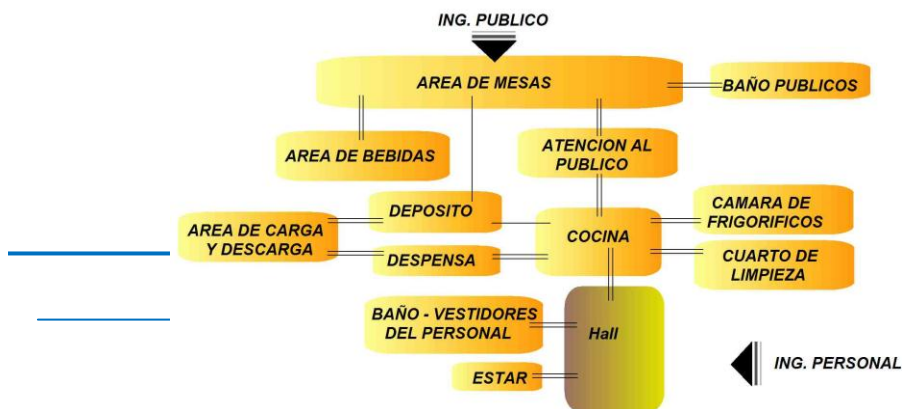 ING. PUBLICO
AREA DE MESAS
BAÑO PUBLICOS
AREA DE BEBIDAS
ATENCION AL
PUBLICO
DEPOSITO
CAMARA DE
FRIGORIFICOS
AREA DE CARGA
Y DESCARGA
COCINA
DESPENSA
CUARTO DE
LIMPIEZA
BAÑO - VESTIDORES
DEL PERSONAL
Hall
ING. PERSONAL
ESTAR